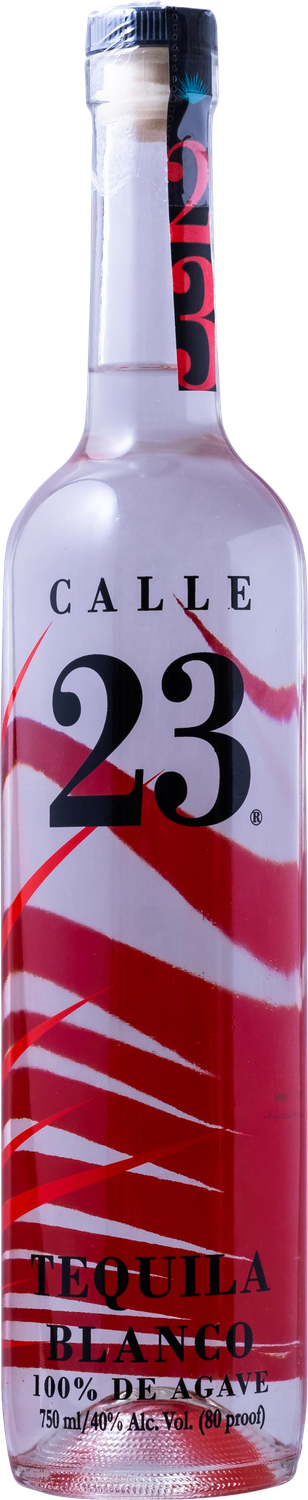 23
CALLE
23®
TEQUILA
BLANCO
100% DE AGAVE
750 ml/40% Alc. Vol. (80 proof)